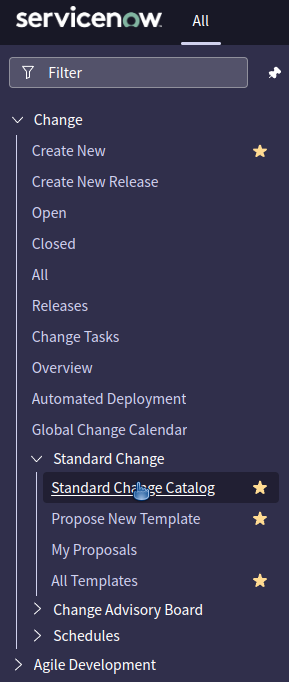 servicenow
All
Filter
Change
Create New
Create New Release
Open
Closed
All
Releases
Change Tasks
Overview
Automated Deployment
Global Change Calendar
Standard Change
Standard Change Catalog
Propose New Template
My Proposals
All Templates
Change Advisory Board
Schedules
Agile Development